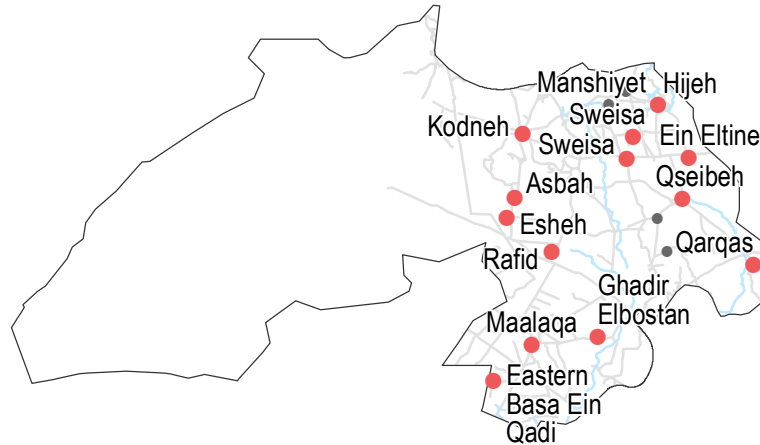 Manshiyet
Hijeh
Sweisa
Kodneh
Sweisa
Ein Eltine
Asbah
Qseibeh
Esheh
Rafid
Qarqas
Ghadir
Elbostan
Maalaqa
Eastern
Basa Ein
Qadi